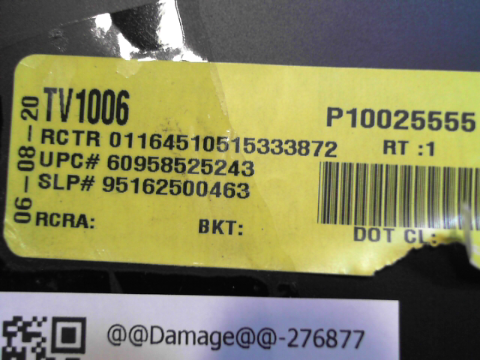 06-08-20
TV1006
P10025555
RCTR 01164510515333872 RT :1
UPC# 60958525243
SLP# 95162500463
RCRA: BKT: DOT CL:
@@Damage@@-276877